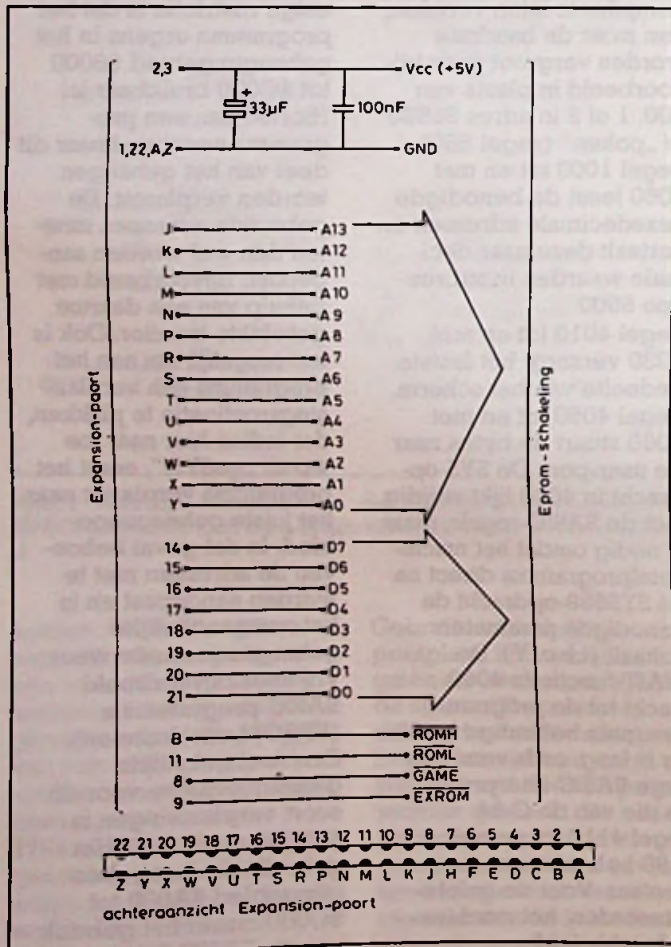 2,3 Vcc (+5V)
+
33µF 100nF
1,22,A,Z GND
J A13
K A12
L A11
M A10
N A9
P A8
R A7
S A6
T A5
U A4
V A3
W A2
X A1
Y A0
14 D7
15 D6
16 D5
17 D4
18 D3
19 D2
20 D1
21 D0
B ROMH
11 ROML
8 GAME
9 EXROM
Expansion-poort
Eprom-schakeling
22 21 20 19 18 17 16 15 14 13 12 11 10 9 8 7 6 5 4 3 2 1
Z Y X W V U T S R P N M L K J H F E D C B A
achteraanzicht Expansion-poort